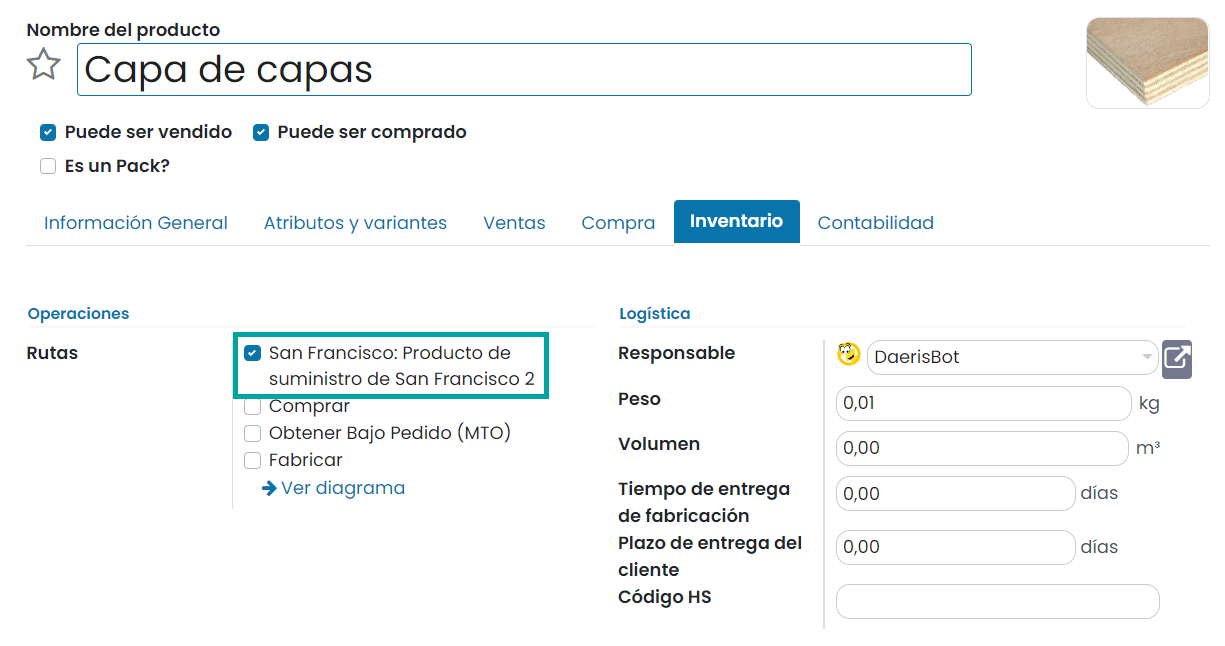 Nombre del producto
Capa de capas
Puede ser vendido Puede ser comprado
Es un Pack?
Información General Atributos y variantes Ventas Compra Inventario Contabilidad
Operaciones
Rutas
San Francisco: Producto de
suministro de San Francisco 2
Comprar
Obtener Bajo Pedido (MTO)
Fabricar
Ver diagrama
Logística
Responsable DaerisBot
Peso 0,01 kg
Volumen 0,00 m³
Tiempo de entrega
de fabricación 0,00 días
Plazo de entrega del
cliente 0,00 días
Código HS